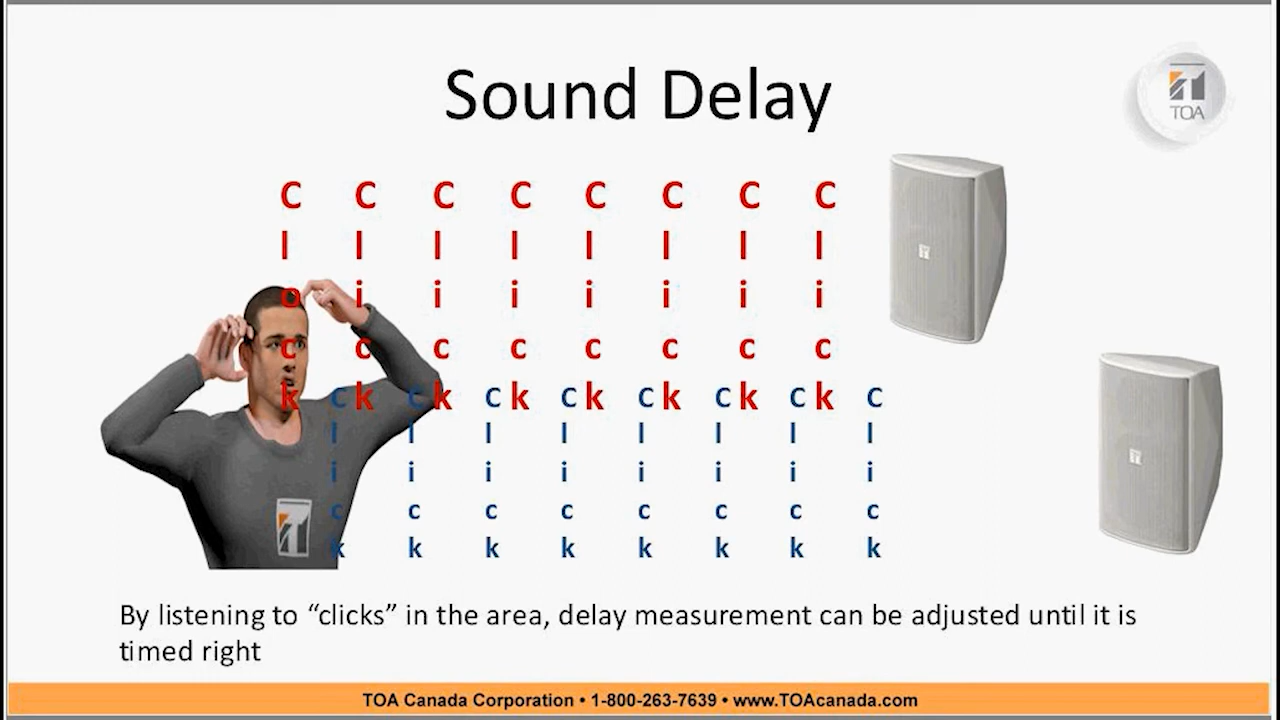 Sound Delay
TOA
C C C C C C C C
l l l l l l l l
o i i i i i i i
c c c c c c c c
k k k k k k k k
c c c c c c c c
l l l l l l l l
i i i i i i i i
c c c c c c c c
k k k k k k k k
By listening to “clicks” in the area, delay measurement can be adjusted until it is
timed right
TOA Canada Corporation • 1-800-263-7639 • www.TOAcanada.com